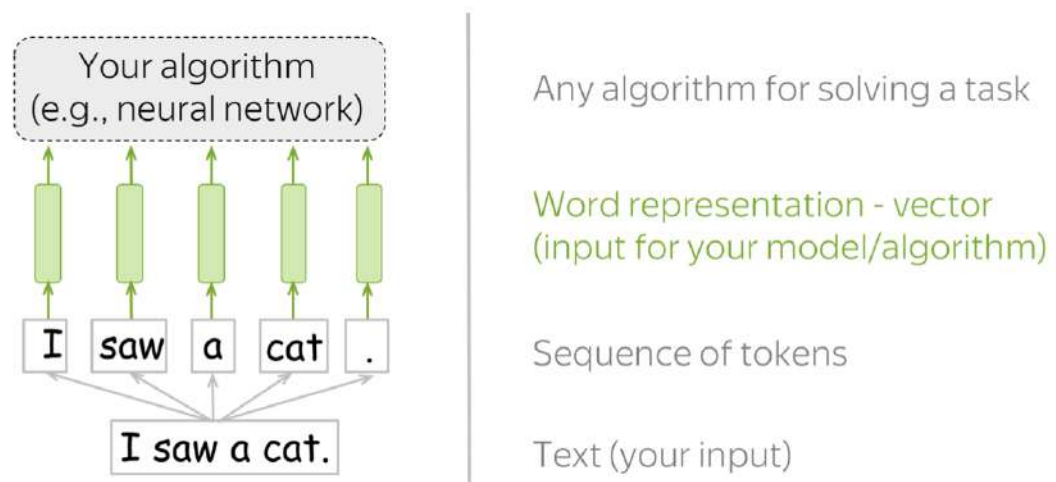 Your algorithm
(e.g., neural network)
Any algorithm for solving a task
Word representation - vector
(input for your model/algorithm)
I saw a cat .
Sequence of tokens
I saw a cat.
Text (your input)